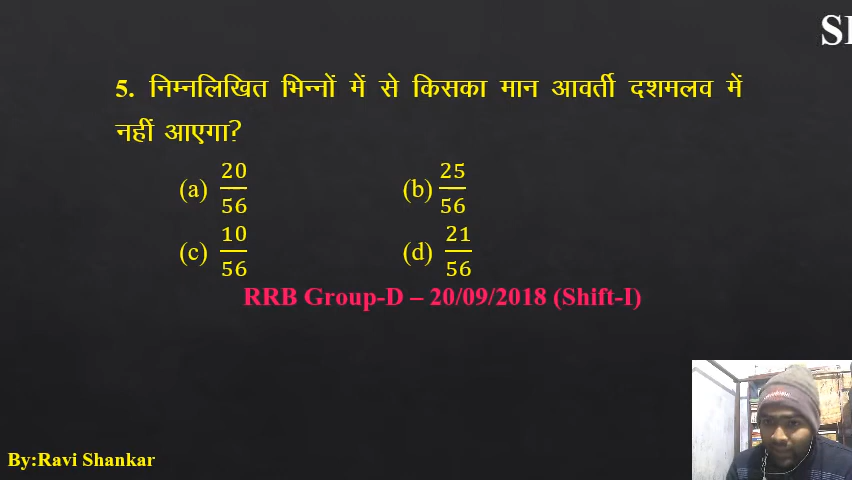 SI
5. निम्नलिखित भिन्नों में से किसका मान आवर्ती दशमलव में
नहीं आएगा?
(a) 20/56 (b) 25/56
(c) 10/56 (d) 21/56
RRB Group-D – 20/09/2018 (Shift-I)
By:Ravi Shankar